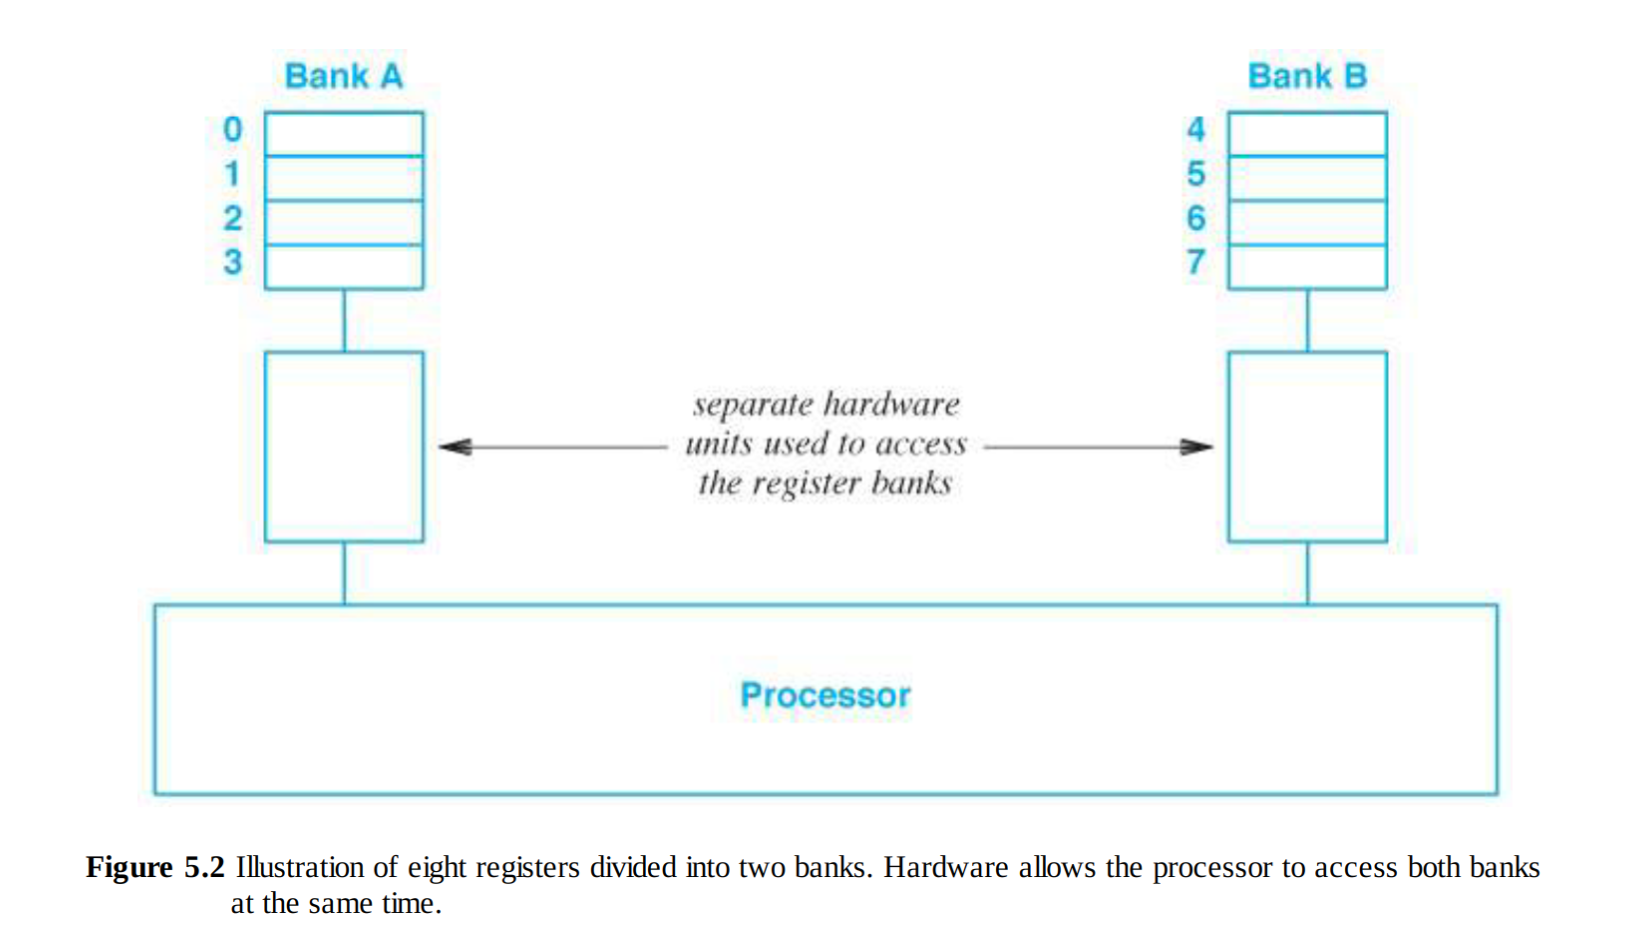 Bank A
Bank B
0
1
2
3
4
5
6
7
separate hardware
units used to access
the register banks
Processor
Figure 5.2 Illustration of eight registers divided into two banks. Hardware allows the processor to access both banks
at the same time.